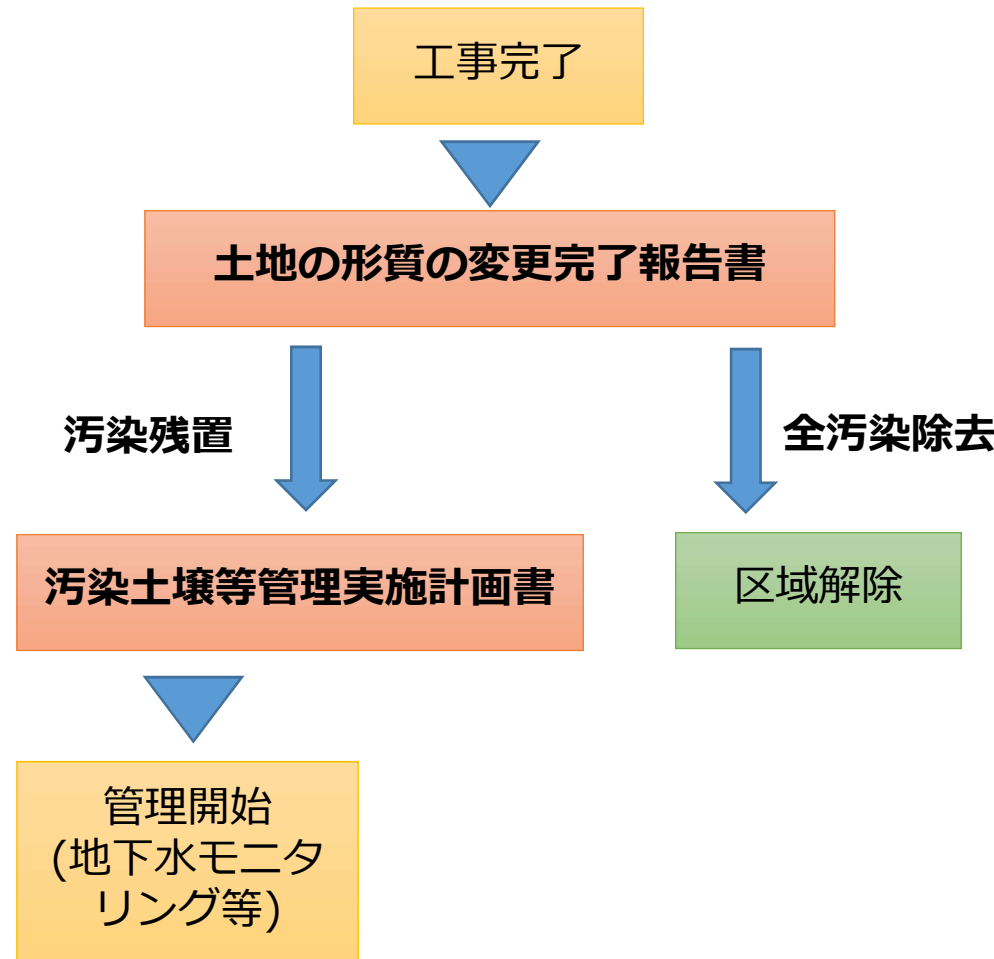 工事完了
土地の形質の変更完了報告書
汚染残置
全汚染除去
汚染土壌等管理実施計画書
区域解除
管理開始
(地下水モニタ
リング等)